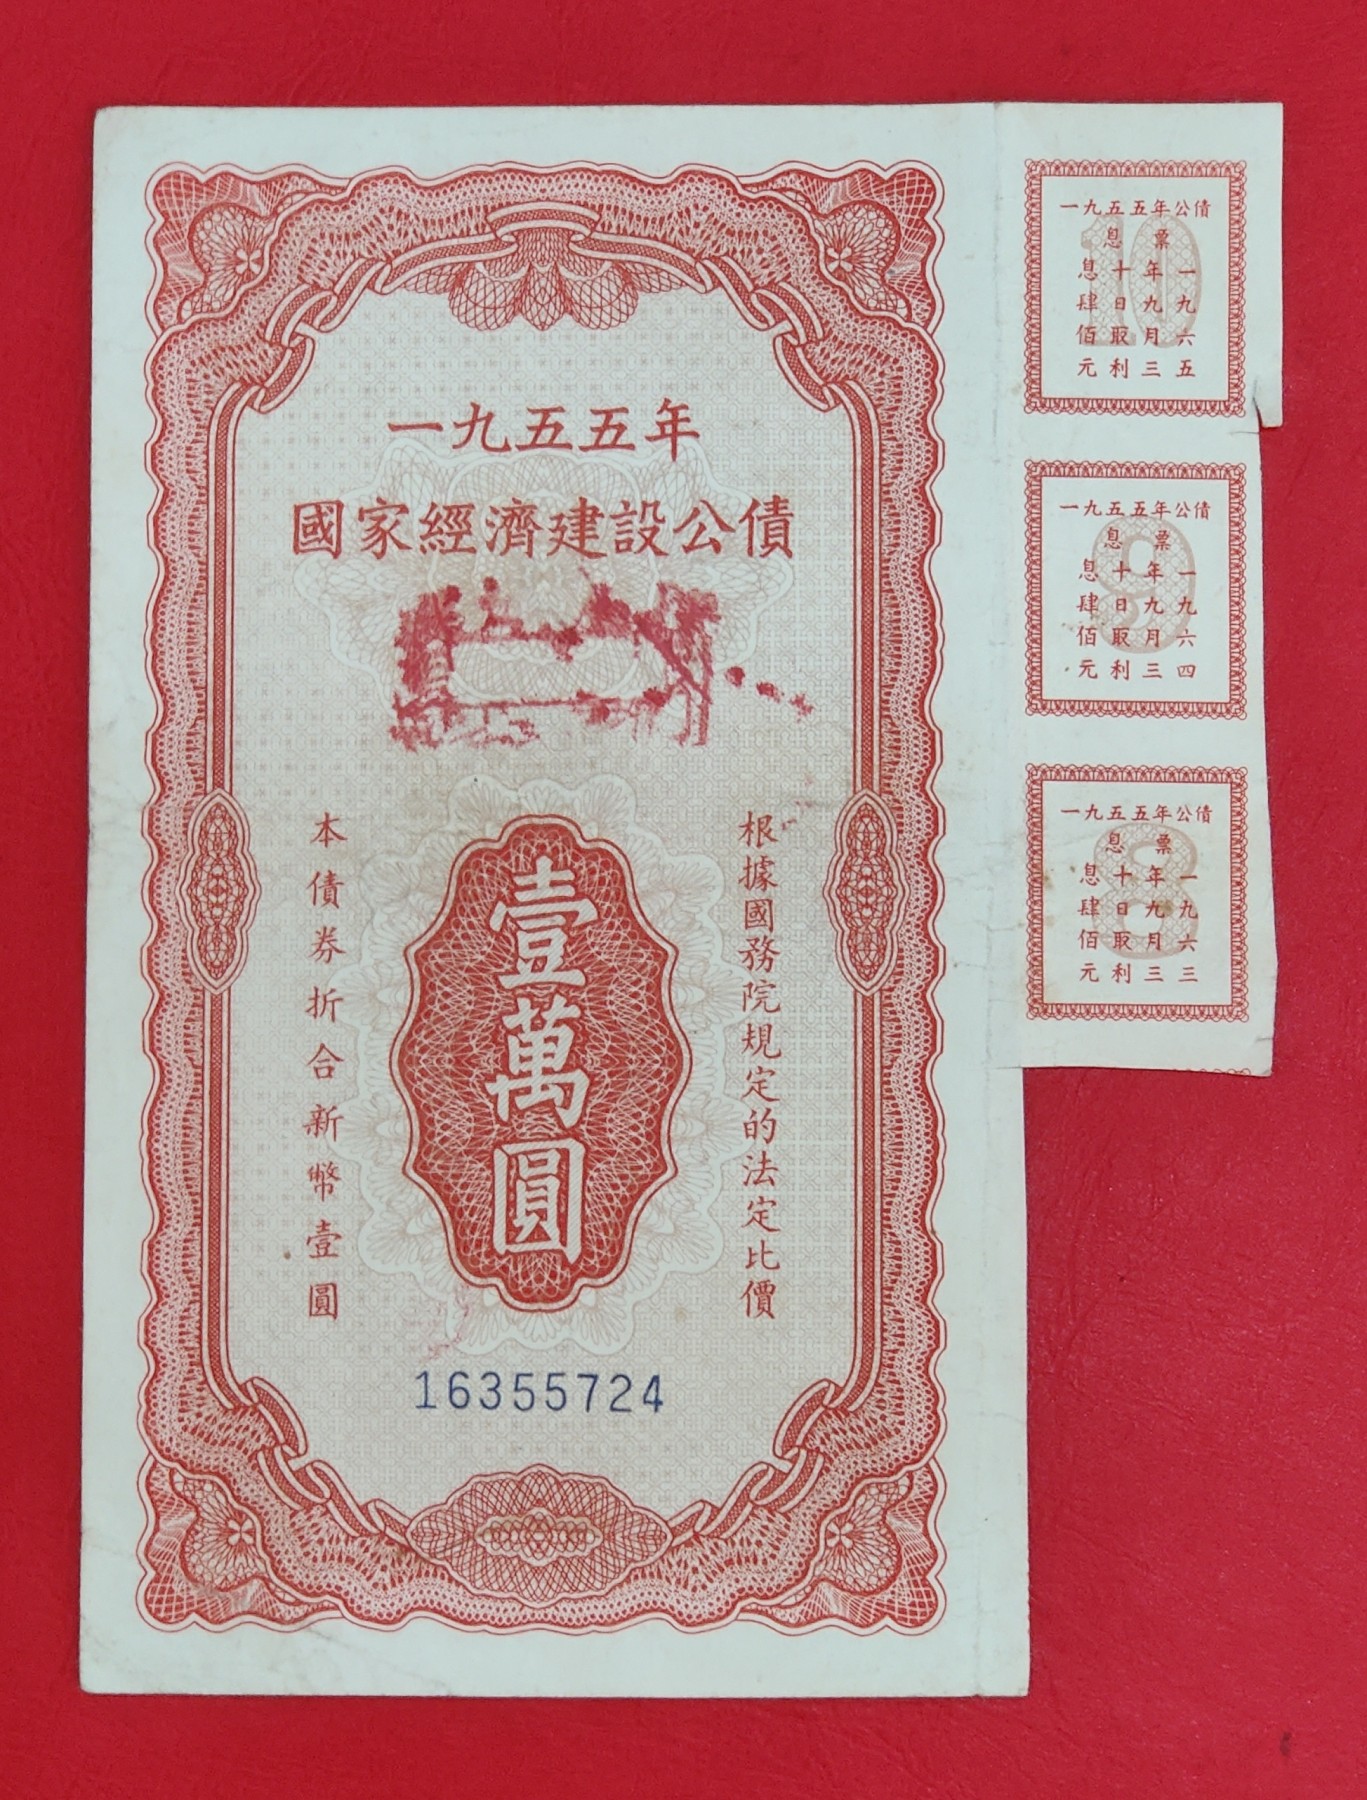 一九五五年
國家經濟建設公債
根據國務院規定的法定比價
壹萬圓
本債券折合新幣壹圓
16355724
一九五五年公債
息票
10
一九六五
年九月三
十日取利
息肆佰元
一九五五年公債
息票
9
一九六四
年九月三
十日取利
息肆佰元
一九五五年公債
息票
8
一九六三
年九月三
十日取利
息肆佰元